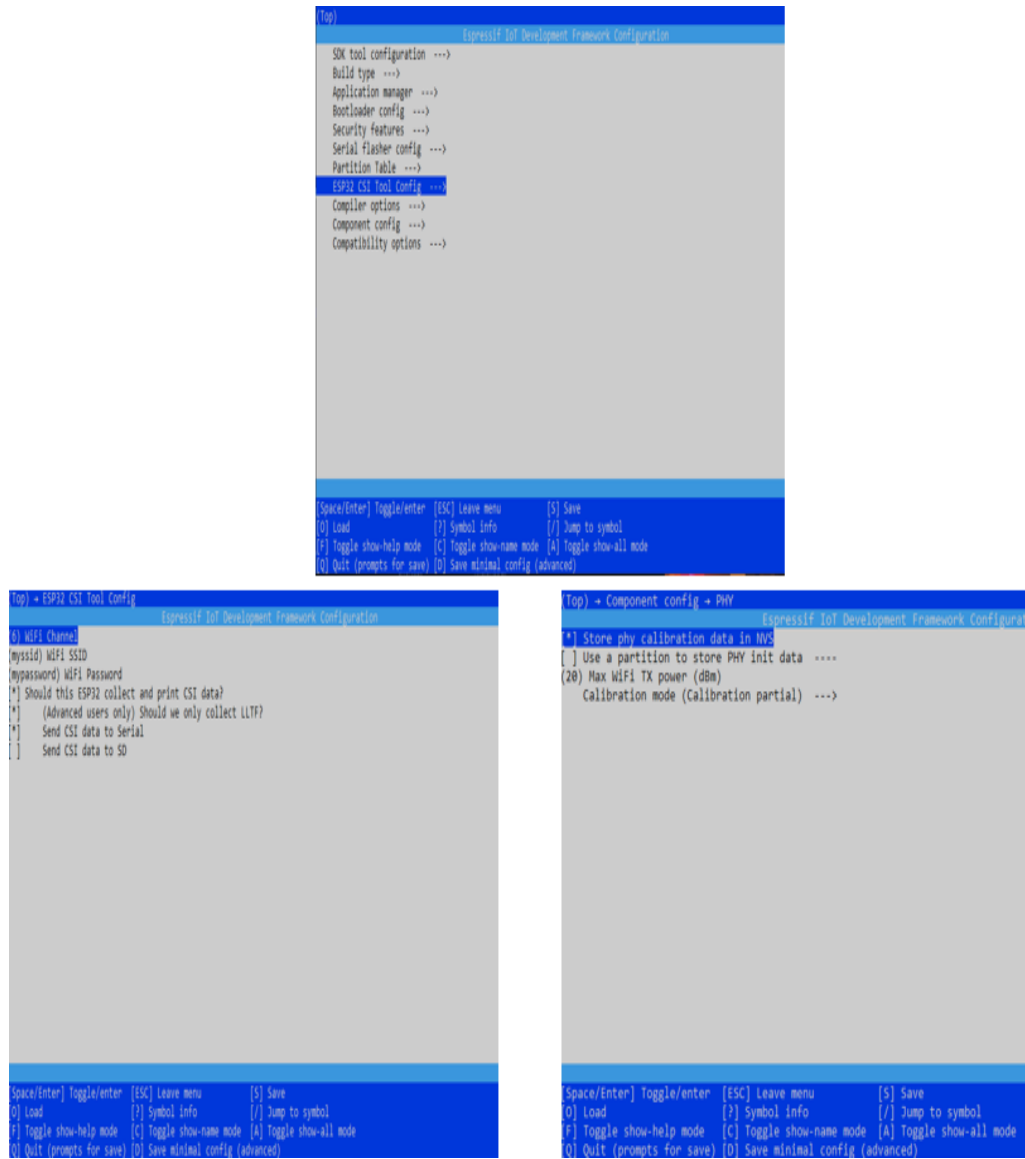 (Top)
Espressif IoT Development Framework Configuration
SDK tool configuration --->
Build type --->
Application manager --->
Bootloader config --->
Security features --->
Serial flasher config --->
Partition Table --->
ESP32 CSI Tool Config --->
Compiler options --->
Component config --->
Compatibility options --->
[Space/Enter] Toggle/enter [ESC] Leave menu [S] Save
[O] Load [?] Symbol info [/] Jump to symbol
[F] Toggle show-help mode [C] Toggle show-name mode [A] Toggle show-all mode
[Q] Quit (prompts for save) [D] Save minimal config (advanced)
(Top) → ESP32 CSI Tool Config
Espressif IoT Development Framework Configuration
(6) WiFi Channel
(myssid) WiFi SSID
(mypassword) WiFi Password
[*] Should this ESP32 collect and print CSI data?
[*] (Advanced users only) Should we only collect LLTF?
[*] Send CSI data to Serial
[ ] Send CSI data to SD
[Space/Enter] Toggle/enter [ESC] Leave menu [S] Save
[O] Load [?] Symbol info [/] Jump to symbol
[F] Toggle show-help mode [C] Toggle show-name mode [A] Toggle show-all mode
[Q] Quit (prompts for save) [D] Save minimal config (advanced)
(Top) → Component config → PHY
Espressif IoT Development Framework Configurat
[*] Store phy calibration data in NVS
[ ] Use a partition to store PHY init data ----
(20) Max WiFi TX power (dBm)
Calibration mode (Calibration partial) --->
[Space/Enter] Toggle/enter [ESC] Leave menu [S] Save
[O] Load [?] Symbol info [/] Jump to symbol
[F] Toggle show-help mode [C] Toggle show-name mode [A] Toggle show-all mode
[Q] Quit (prompts for save) [D] Save minimal config (advanced)